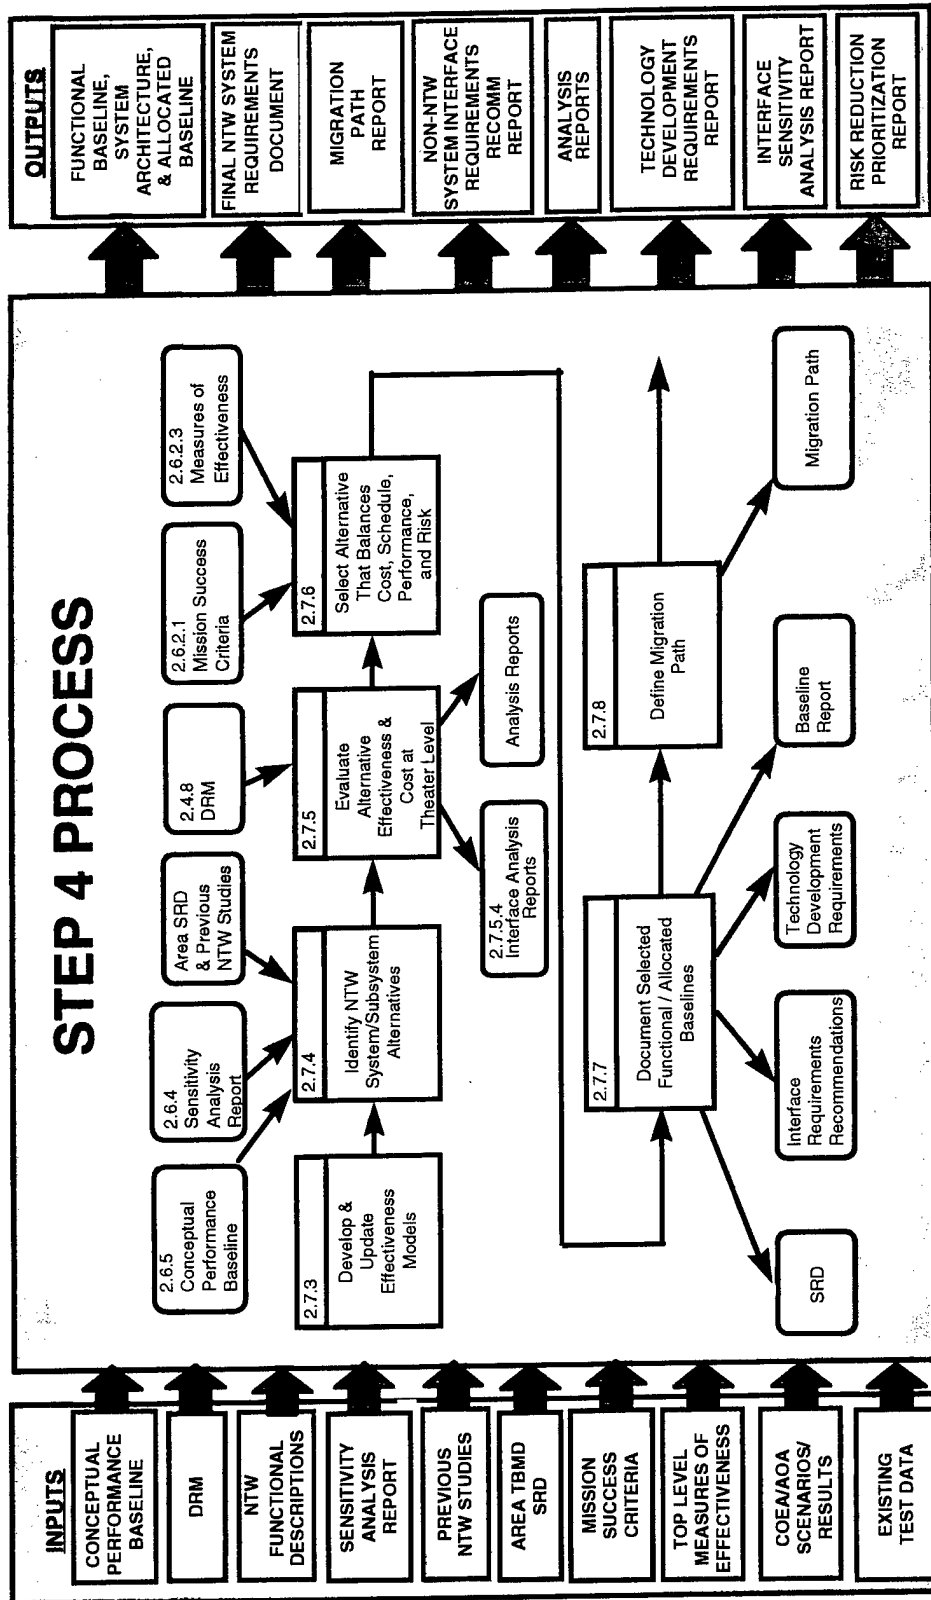 STEP 4 PROCESS
INPUTS
CONCEPTUAL
PERFORMANCE
BASELINE
DRM
NTW
FUNCTIONAL
DESCRIPTIONS
SENSITIVITY
ANALYSIS
REPORT
PREVIOUS
NTW STUDIES
AREA TBMD
SRD
MISSION
SUCCESS
CRITERIA
TOP LEVEL
MEASURES OF
EFFECTIVENESS
COEA/AOA
SCENARIOS/
RESULTS
EXISTING
TEST DATA
2.6.5
Conceptual
Performance
Baseline
2.6.4
Sensitivity
Analysis
Report
Area SRD
& Previous
NTW Studies
2.4.8
DRM
2.6.2.1
Mission Success
Criteria
2.6.2.3
Measures of
Effectiveness
2.7.3
Develop &
Update
Effectiveness
Models
2.7.4
Identify NTW
System/Subsystem
Alternatives
2.7.5
Evaluate
Alternative
Effectiveness &
Cost at
Theater Level
2.7.6
Select Alternative
That Balances
Cost, Schedule,
Performance,
and Risk
2.7.5.4
Interface Analysis
Reports
Analysis Reports
2.7.7
Document Selected
Functional / Allocated
Baselines
2.7.8
Define Migration
Path
SRD
Interface
Requirements
Recommendations
Technology
Development
Requirements
Baseline
Report
Migration Path
OUTPUTS
FUNCTIONAL
BASELINE,
SYSTEM
ARCHITECTURE,
& ALLOCATED
BASELINE
FINAL NTW SYSTEM
REQUIREMENTS
DOCUMENT
MIGRATION
PATH
REPORT
NON-NTW
SYSTEM INTERFACE
REQUIREMENTS
RECOMM
REPORT
ANALYSIS
REPORTS
TECHNOLOGY
DEVELOPMENT
REQUIREMENTS
REPORT
INTERFACE
SENSITIVITY
ANALYSIS REPORT
RISK REDUCTION
PRIORITIZATION
REPORT